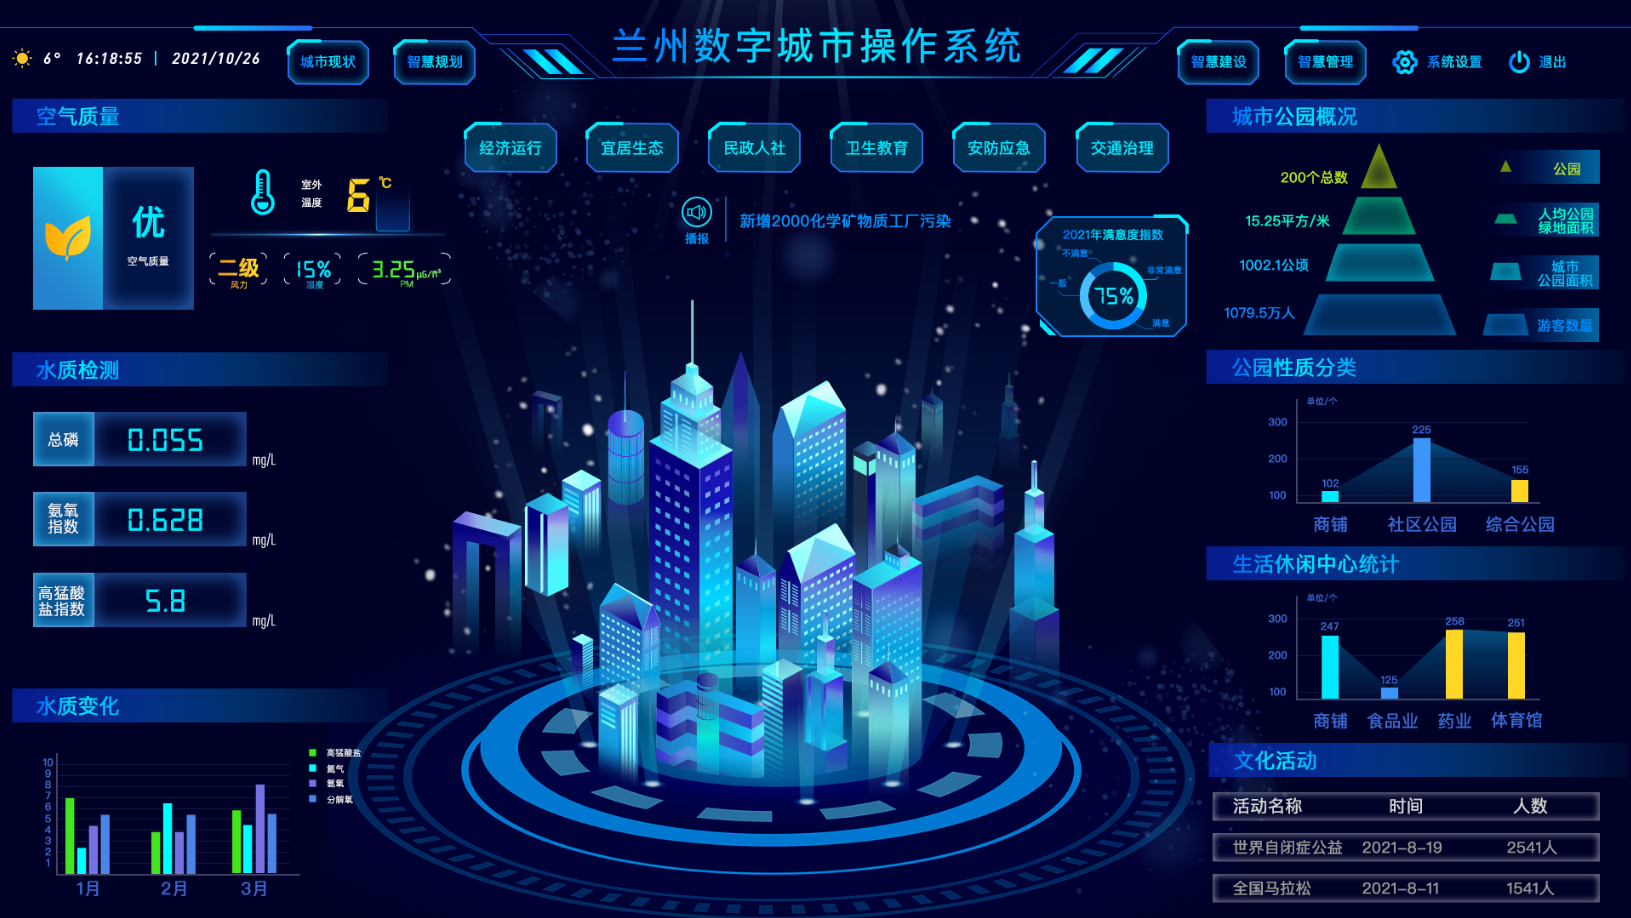 兰州数字城市操作系统
6° 16:18:55 | 2021/10/26
城市现状
智慧规划
智慧建设
智慧管理
系统设置
退出
经济运行
宜居生态
民政人社
卫生教育
安防应急
交通治理
播报
新增2000化学矿物质工厂污染
2021年满意度指数
不满意
非常满意
一般
75%
满意
空气质量
优
空气质量
室外
温度
6℃
二级
风力
15%
湿度
3.25μG/m³
PM
水质检测
总磷
0.055
mg/L
氨氧
指数
0.628
mg/L
高猛酸
盐指数
5.8
mg/L
水质变化
高猛酸盐
氮气
氨氧
分解氧
10
9
8
7
6
5
4
3
2
1
1月
2月
3月
城市公园概况
200个总数
公园
15.25平方/米
人均公园
绿地面积
1002.1公顷
城市
公园面积
1079.5万人
游客数量
公园性质分类
单位/个
300
200
100
102
225
155
商铺
社区公园
综合公园
生活休闲中心统计
单位/个
300
200
100
247
125
258
251
商铺
食品业
药业
体育馆
文化活动
活动名称 时间 人数
世界自闭症公益 2021-8-19 2541人
全国马拉松 2021-8-11 1541人